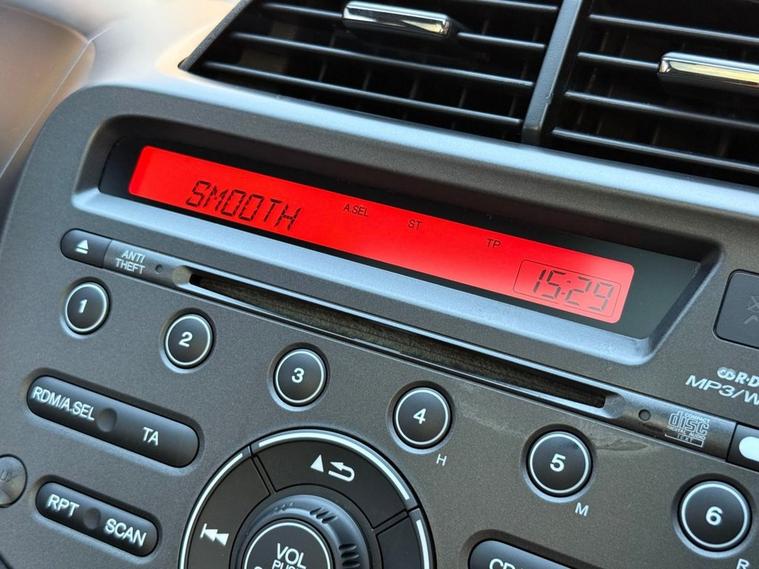 SMOOTH A.SEL ST TP 15:29
ANTI
THEFT
1 2 3 4 5 6
H M R
RDM/A.SEL TA
RPT SCAN
VOL
MP3/W
COMPACT
disc